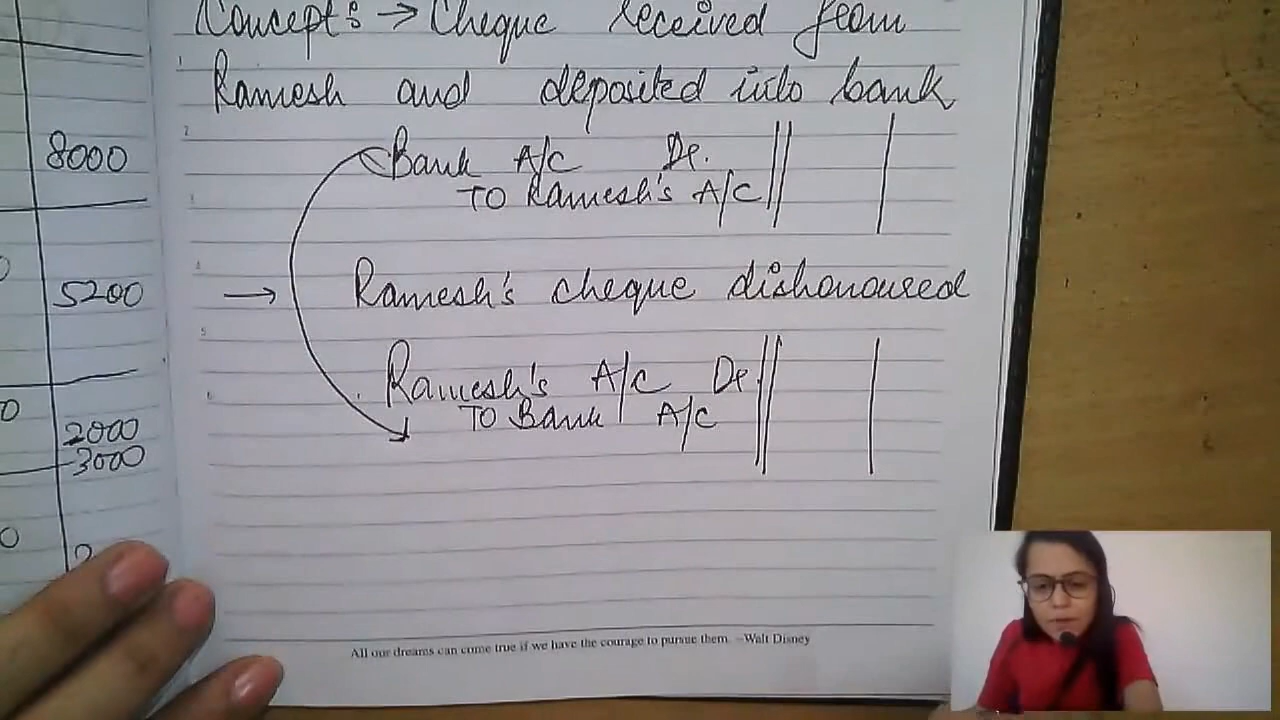 Concept: → Cheque received from
Ramesh and deposited into bank
Bank A/C Dr.
TO Ramesh's A/C
→ Ramesh's cheque dishonoured
Ramesh's A/C Dr.
TO Bank A/C
8000
5200
2000
3000
All our dreams can come true if we have the courage to pursue them. –Walt Disney